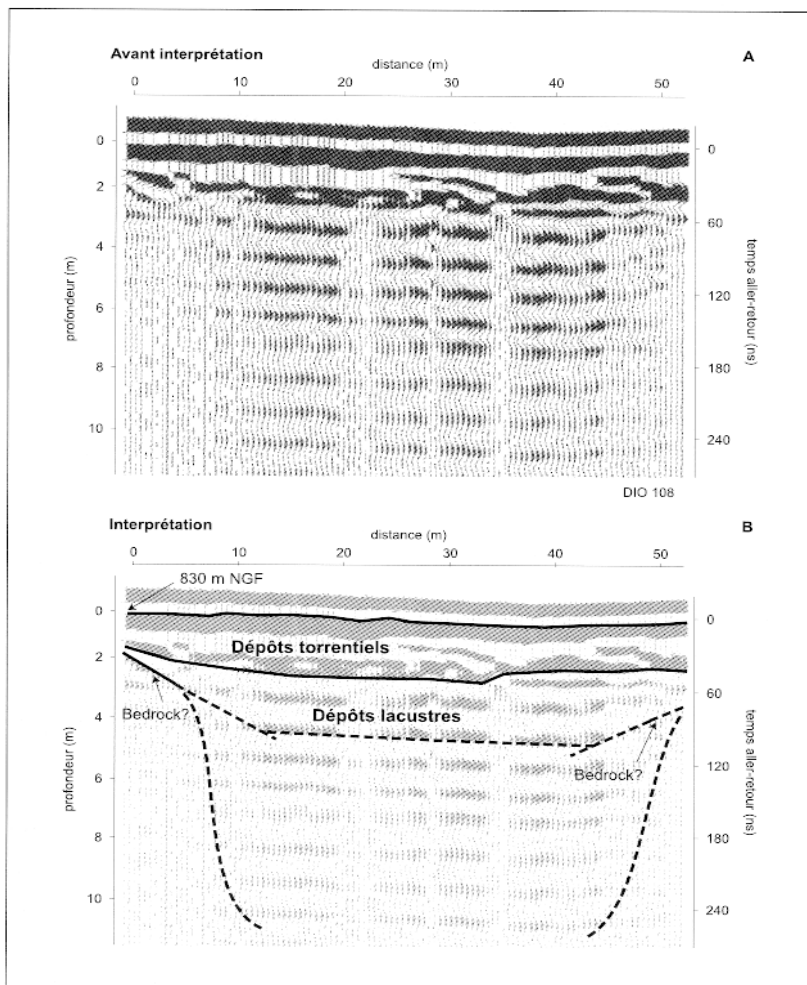 Avant interprétation
A
distance (m)
0 10 20 30 40 50
profondeur (m)
0
2
4
6
8
10
temps aller-retour (ns)
0
60
120
180
240
DIO 108
Interprétation
B
distance (m)
0 10 20 30 40 50
830 m NGF
Dépôts torrentiels
Dépôts lacustres
Bedrock?
Bedrock?
profondeur (m)
0
2
4
6
8
10
temps aller-retour (ns)
0
60
120
180
240